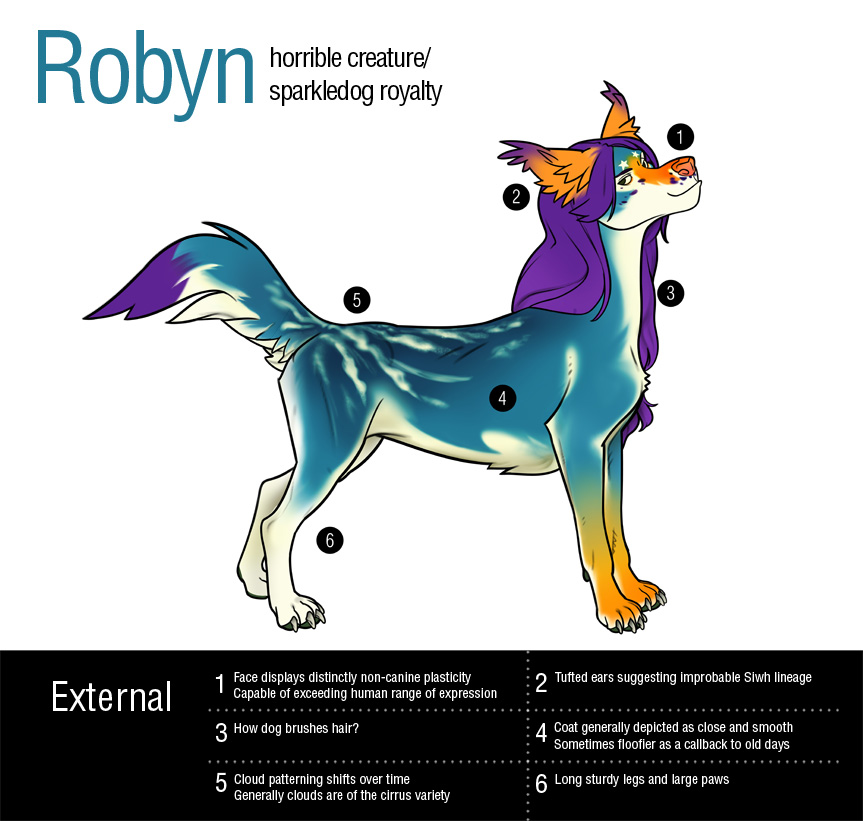 Robyn
horrible creature/
sparkledog royalty
1
2
3
5
4
6
External
1 Face displays distinctly non-canine plasticity
Capable of exceeding human range of expression
2 Tufted ears suggesting improbable Siwh lineage
3 How dog brushes hair?
4 Coat generally depicted as close and smooth
Sometimes floofier as a callback to old days
5 Cloud patterning shifts over time
Generally clouds are of the cirrus variety
6 Long sturdy legs and large paws